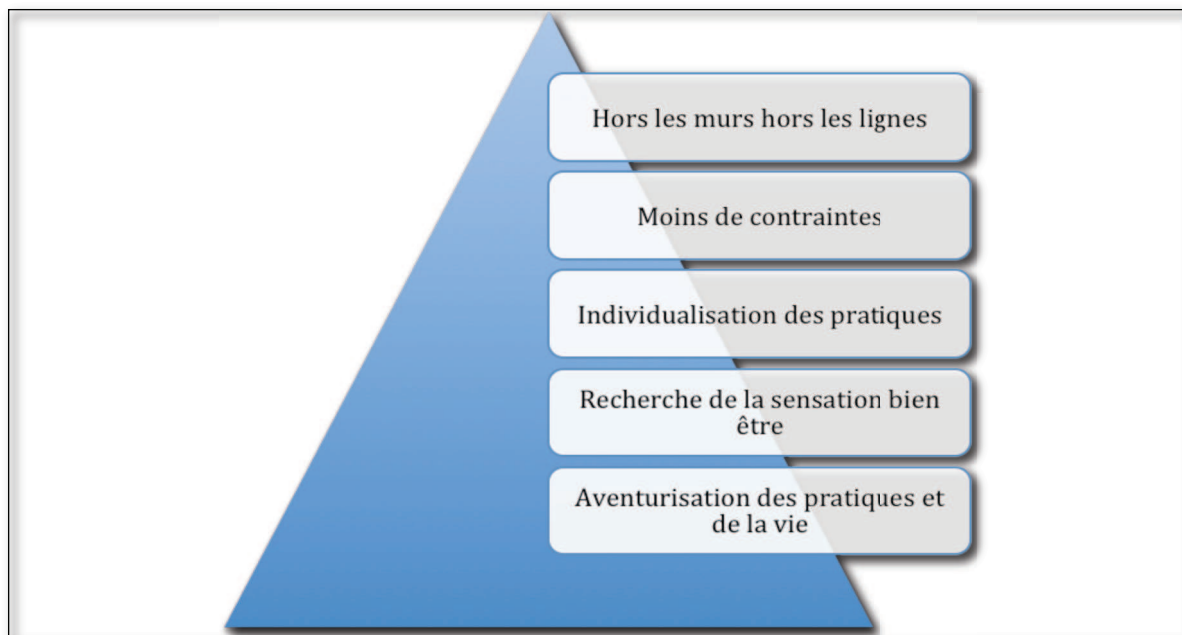 Hors les murs hors les lignes
Moins de contraintes
Individualisation des pratiques
Recherche de la sensation bien
être
Aventurisation des pratiques et
de la vie